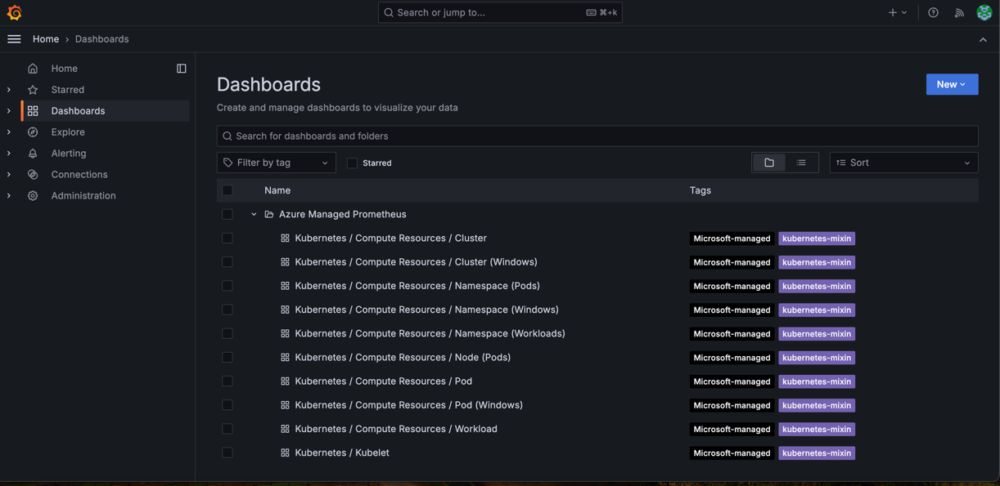 Search or jump to... ⌘+k
Home › Dashboards
Home
Starred
Dashboards
Explore
Alerting
Connections
Administration
Dashboards
New
Create and manage dashboards to visualize your data
Search for dashboards and folders
Filter by tag Starred Sort
Name Tags
Azure Managed Prometheus
Kubernetes / Compute Resources / Cluster Microsoft-managed kubernetes-mixin
Kubernetes / Compute Resources / Cluster (Windows) Microsoft-managed kubernetes-mixin
Kubernetes / Compute Resources / Namespace (Pods) Microsoft-managed kubernetes-mixin
Kubernetes / Compute Resources / Namespace (Windows) Microsoft-managed kubernetes-mixin
Kubernetes / Compute Resources / Namespace (Workloads) Microsoft-managed kubernetes-mixin
Kubernetes / Compute Resources / Node (Pods) Microsoft-managed kubernetes-mixin
Kubernetes / Compute Resources / Pod Microsoft-managed kubernetes-mixin
Kubernetes / Compute Resources / Pod (Windows) Microsoft-managed kubernetes-mixin
Kubernetes / Compute Resources / Workload Microsoft-managed kubernetes-mixin
Kubernetes / Kubelet Microsoft-managed kubernetes-mixin